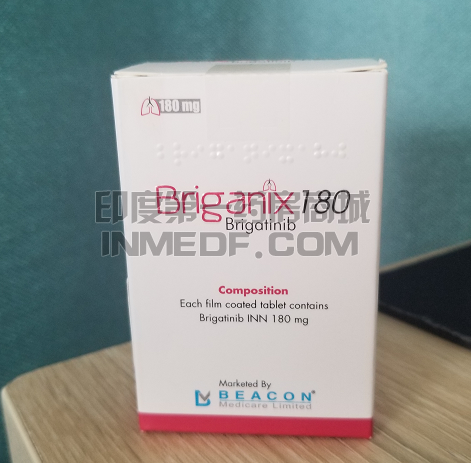 180 mg
Briganix 180
Brigatinib
印度第一药房商城
INMEDF.COM
Composition
Each film coated tablet contains
Brigatinib INN 180 mg
Marketed By
BEACON®
Medicare Limited